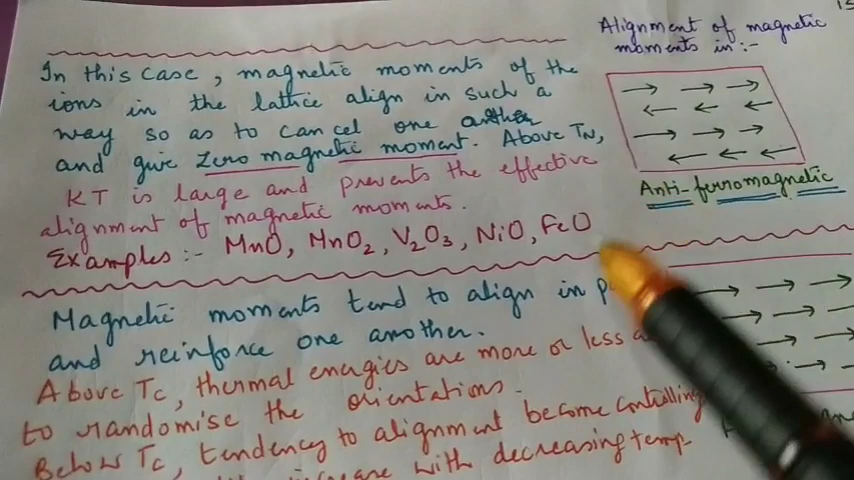 15
Alignment of magnetic
moments in:-
In this case, magnetic moments of the
ions in the lattice align in such a
way so as to cancel one another
and give Zero magnetic moment. Above TN,
KT is large and prevents the effective
alignment of magnetic moments.
Examples:- MnO, MnO2, V2O3, NiO, FeO
Anti-ferromagnetic
Magnetic moments tend to align in
and reinforce one another.
Above Tc, thermal energies are more or less
to randomise the orientations.
Below Tc, tendency to alignment become controlling
increase with decreasing temp.